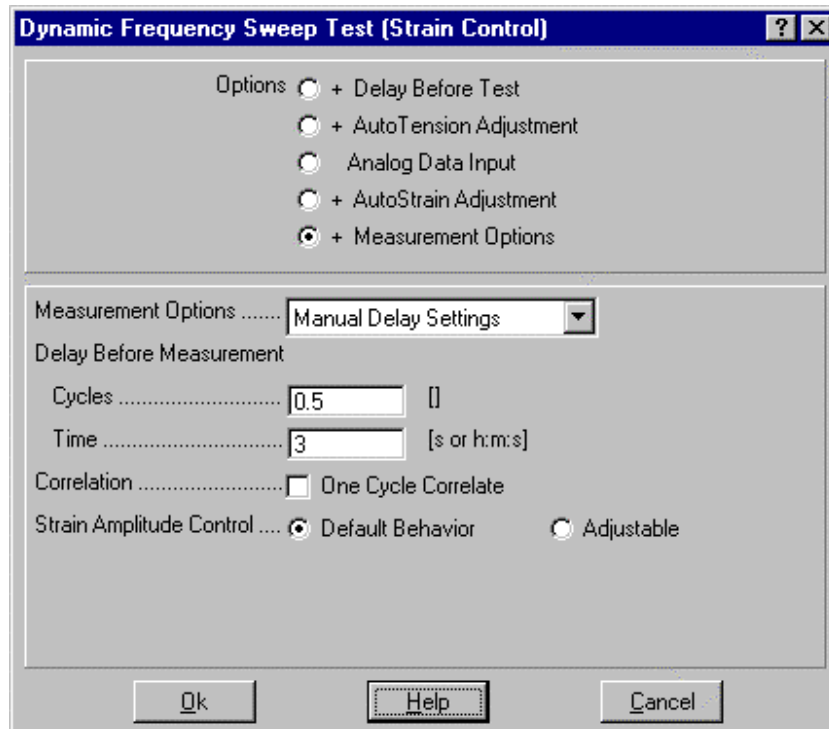 Dynamic Frequency Sweep Test (Strain Control)
Options + Delay Before Test
+ AutoTension Adjustment
Analog Data Input
+ AutoStrain Adjustment
+ Measurement Options
Measurement Options ....... Manual Delay Settings
Delay Before Measurement
Cycles ............................ 0.5 []
Time ............................... 3 [s or h:m:s]
Correlation ......................... One Cycle Correlate
Strain Amplitude Control .... Default Behavior Adjustable
Ok Help Cancel